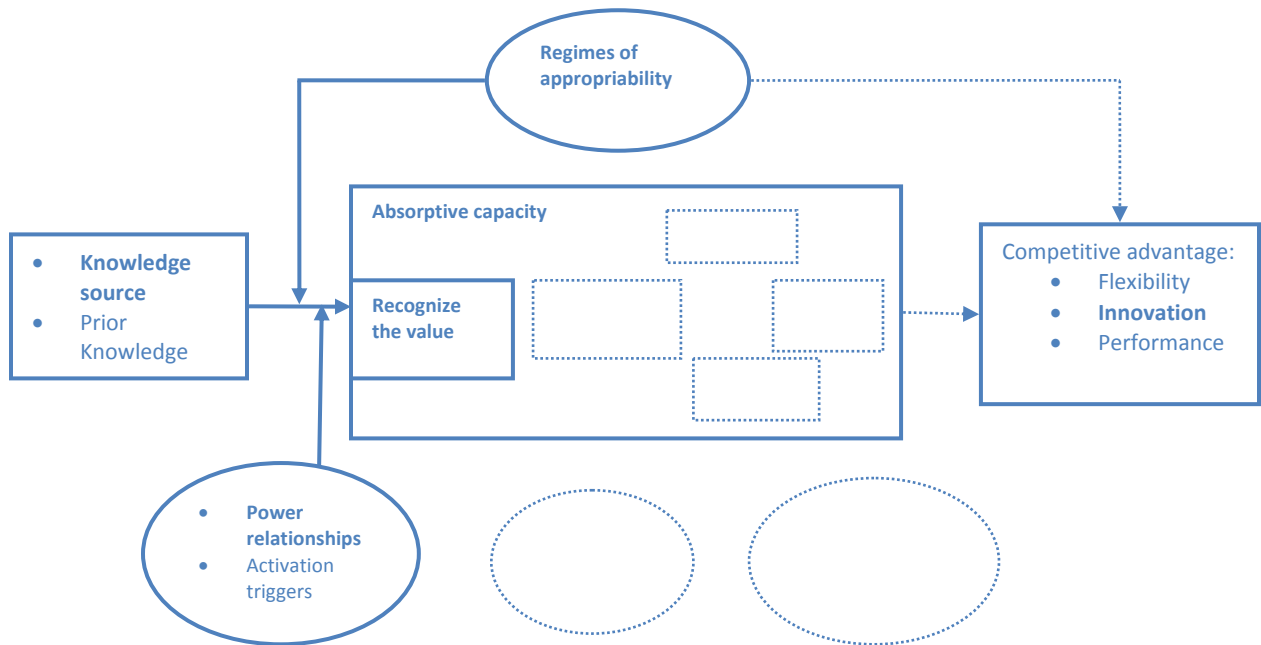 Regimes of
appropriability
Absorptive capacity
• Knowledge
source
• Prior
Knowledge
Recognize
the value
Competitive advantage:
• Flexibility
• Innovation
• Performance
• Power
relationships
• Activation
triggers